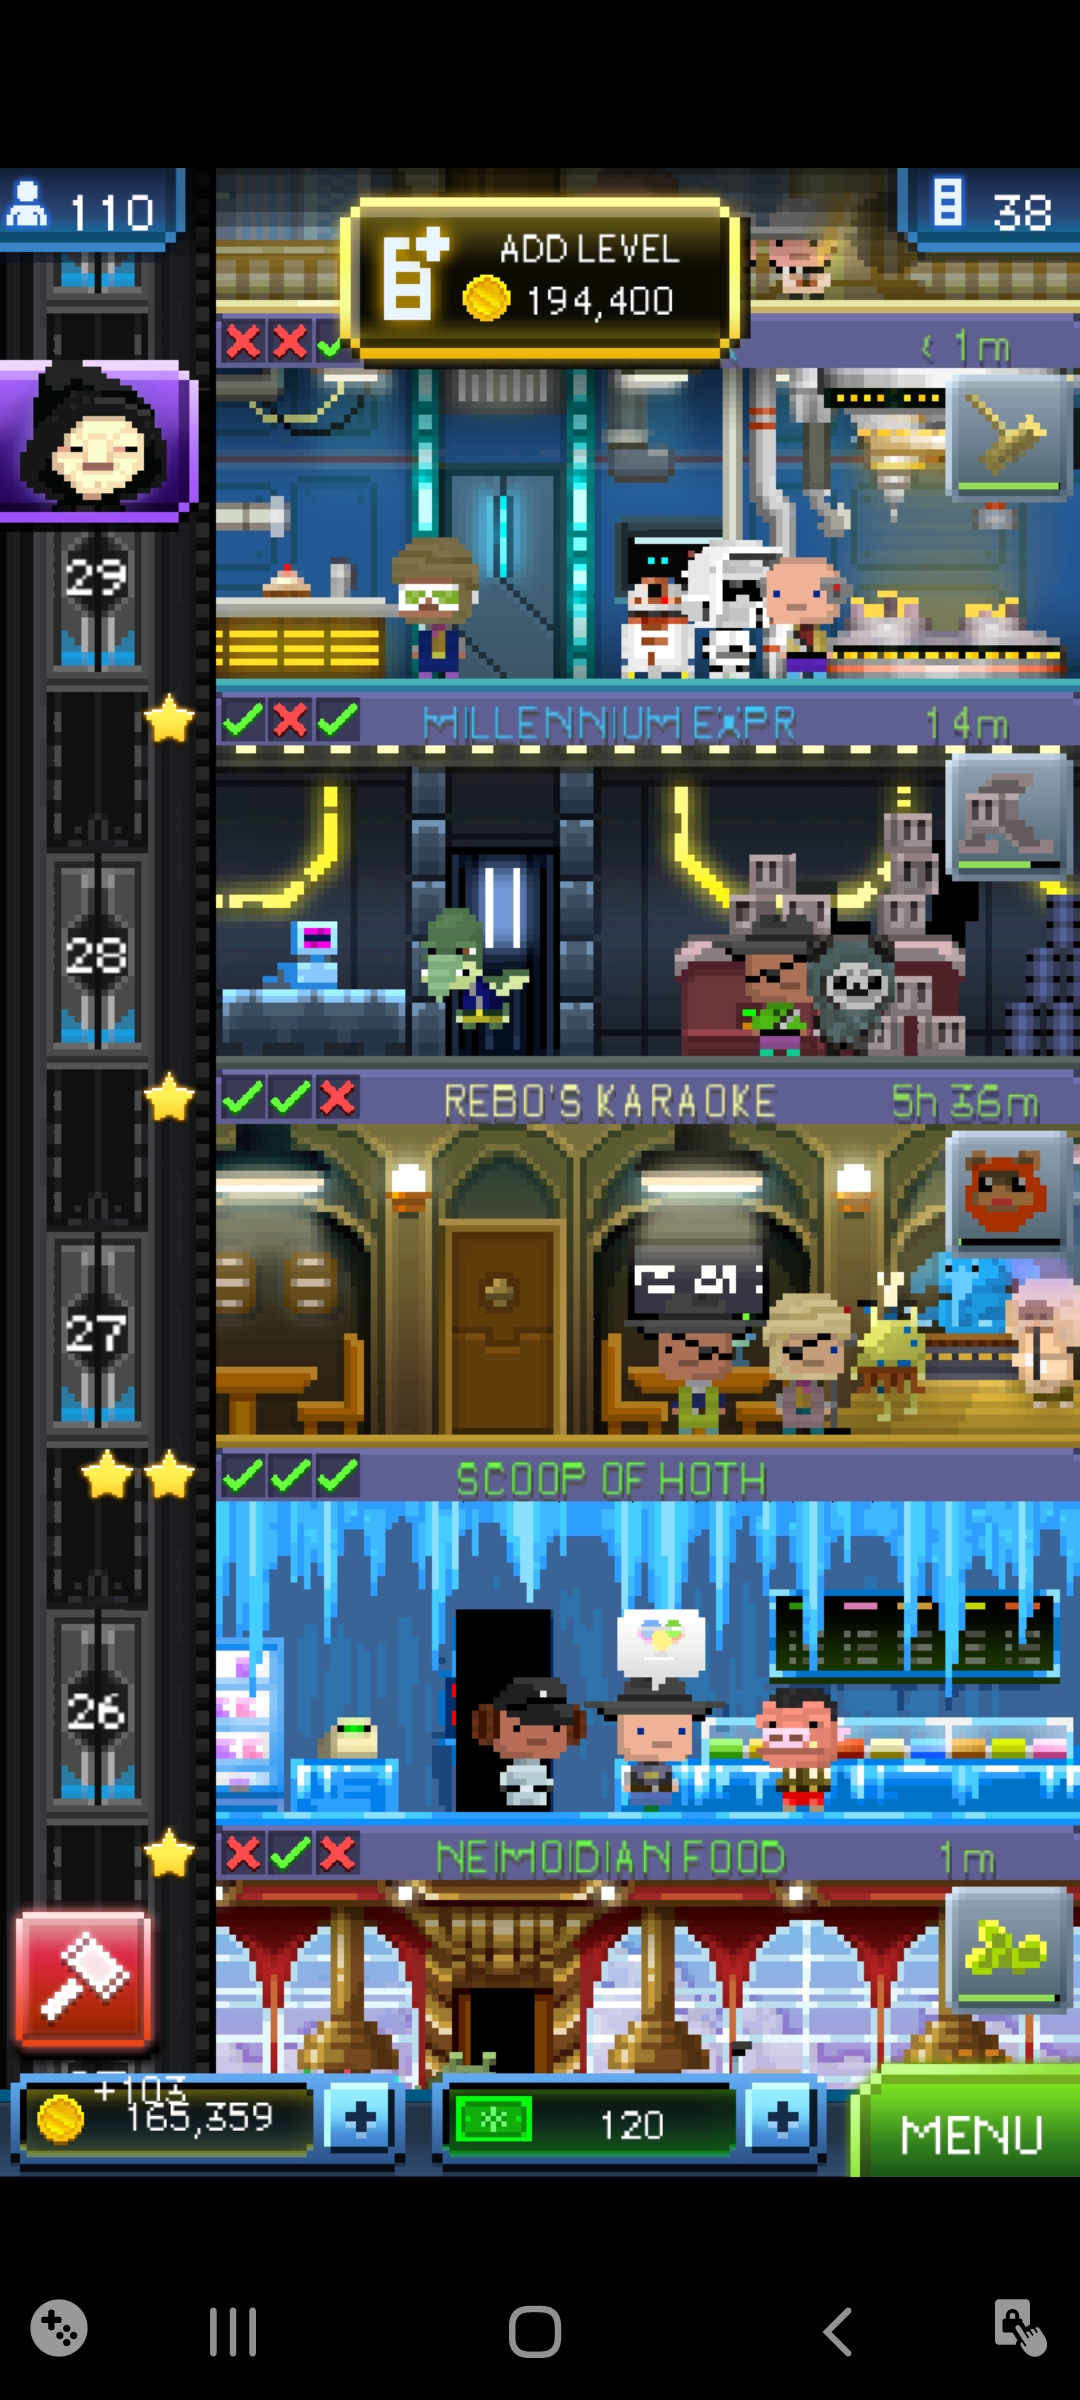 110
38
ADD LEVEL
194,400
< 1m
29
MILLENNIUM EXPR
14m
28
REBO'S KARAOKE
5h 36m
27
SCOOP OF HOTH
26
NEIMOIDIAN FOOD
1m
+103
165,359
120
MENU